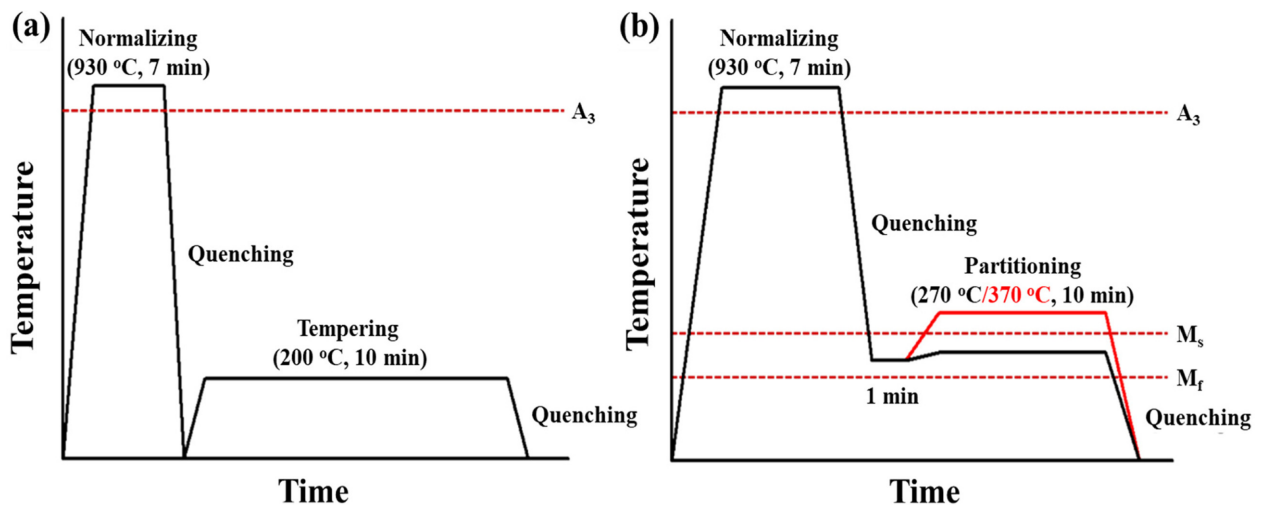 (a)
Normalizing
(930 °C, 7 min)
A₃
Quenching
Tempering
(200 °C, 10 min)
Quenching
Temperature
Time
(b)
Normalizing
(930 °C, 7 min)
A₃
Quenching
Partitioning
(270 °C/370 °C, 10 min)
Mₛ
M_f
1 min
Quenching
Temperature
Time